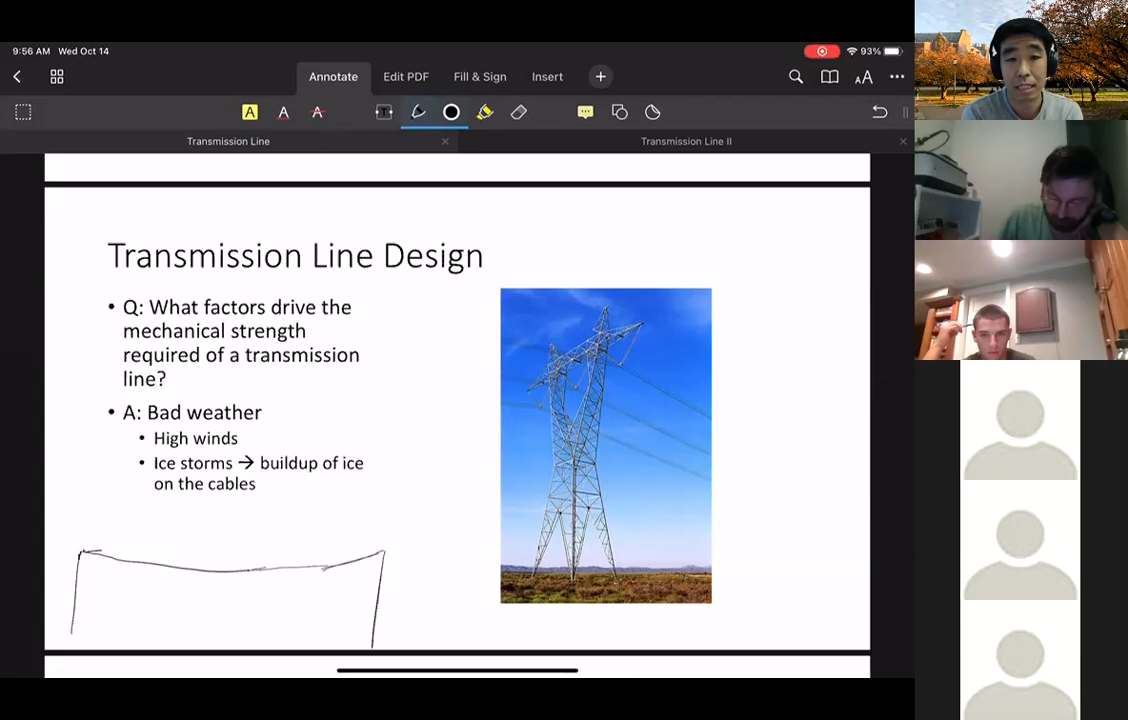 9:56 AM Wed Oct 14
93%
Annotate Edit PDF Fill & Sign Insert
Transmission Line Transmission Line II
Transmission Line Design
• Q: What factors drive the
mechanical strength
required of a transmission
line?
• A: Bad weather
• High winds
• Ice storms → buildup of ice
on the cables